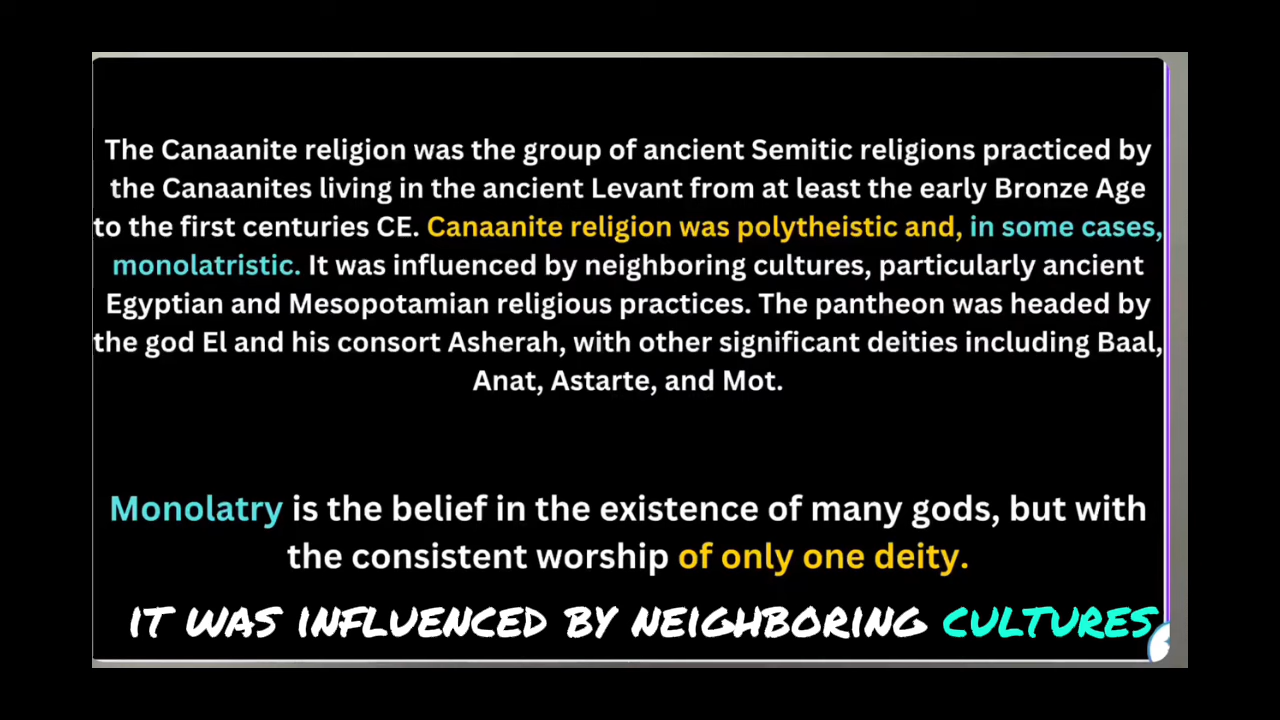 The Canaanite religion was the group of ancient Semitic religions practiced by
the Canaanites living in the ancient Levant from at least the early Bronze Age
to the first centuries CE. Canaanite religion was polytheistic and, in some cases,
monolatristic. It was influenced by neighboring cultures, particularly ancient
Egyptian and Mesopotamian religious practices. The pantheon was headed by
the god El and his consort Asherah, with other significant deities including Baal,
Anat, Astarte, and Mot.
Monolatry is the belief in the existence of many gods, but with
the consistent worship of only one deity.
IT WAS INFLUENCED BY NEIGHBORING CULTURES